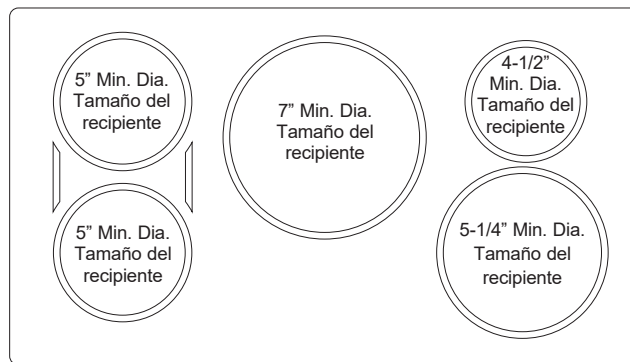 5” Min. Dia.
Tamaño del
recipiente
7” Min. Dia.
Tamaño del
recipiente
4-1/2”
Min. Dia.
Tamaño del
recipiente
5” Min. Dia.
Tamaño del
recipiente
5-1/4” Min. Dia.
Tamaño del
recipiente